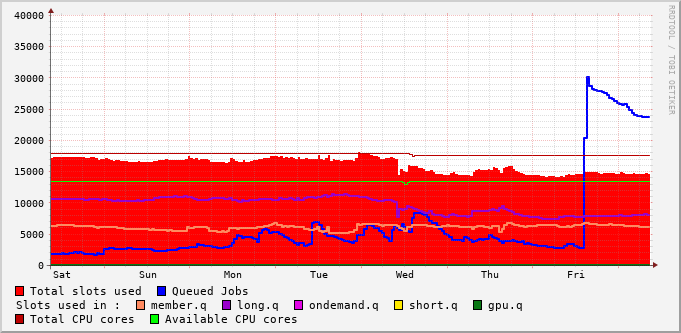 40000
35000
30000
25000
20000
15000
10000
5000
0
Sat Sun Mon Tue Wed Thu Fri
RRDTOOL / TOBI OETIKER
Total slots used Queued Jobs
Slots used in : member.q long.q ondemand.q short.q gpu.q
Total CPU cores Available CPU cores